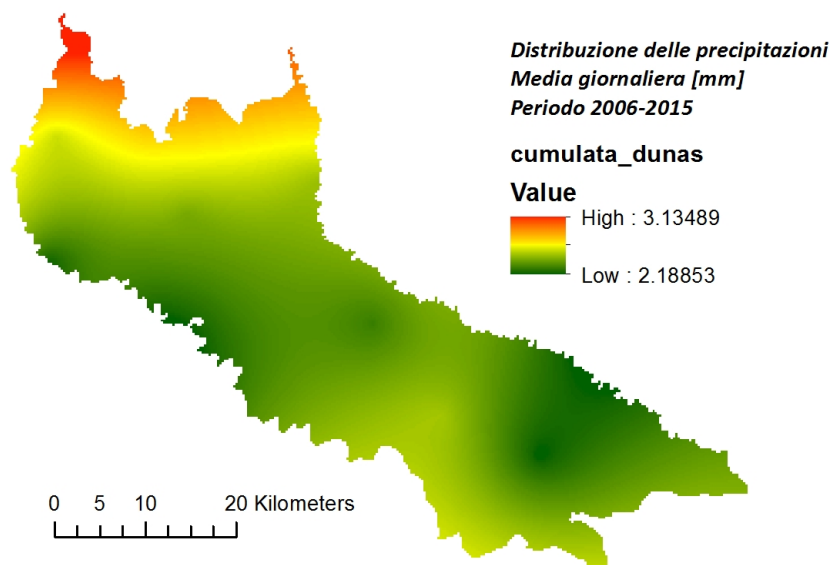 Distribuzione delle precipitazioni
Media giornaliera [mm]
Periodo 2006-2015
cumulata_dunas
Value
High : 3.13489
Low : 2.18853
0 5 10 20 Kilometers